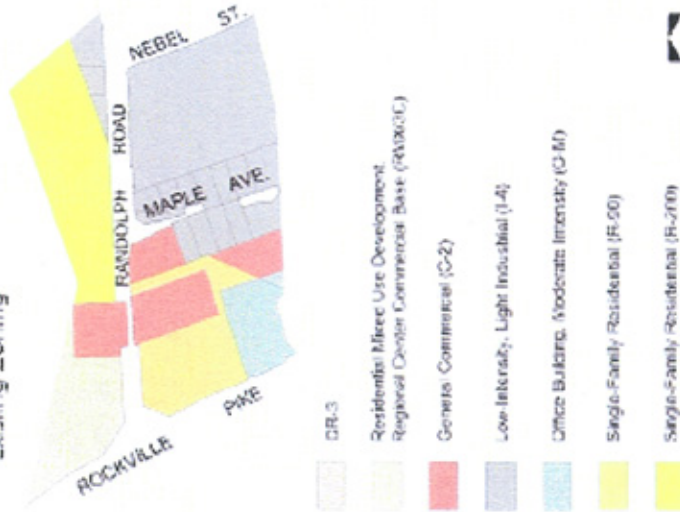 Existing Zoning
NEBEL ST.
RANDOLPH ROAD
MAPLE AVE.
ROCKVILLE PIKE
CR-3
Residential Mixed Use Development,
Regional Center Commercial Base
General Commercial (C-2)
Low-Intensity, Light Industrial (I-4)
Office Building, Moderate Intensity (O-M)
Single-Family Residential (R-90)
Single-Family Residential (R-200)